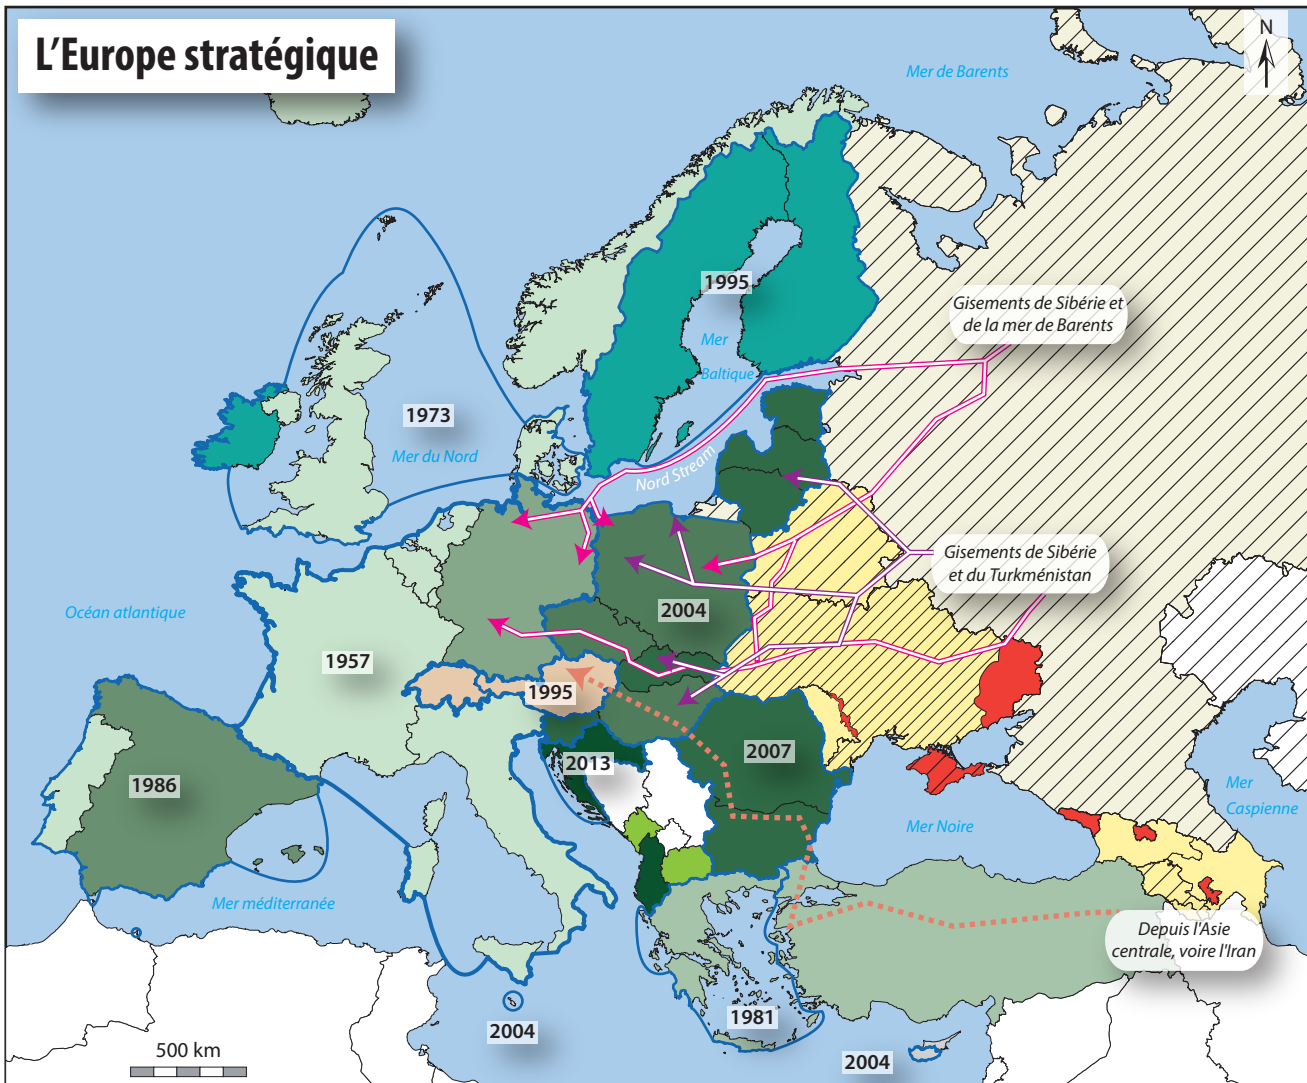 L’Europe stratégique
N
Mer de Barents
1995
Gisements de Sibérie et
de la mer de Barents
Mer
Baltique
1973
Mer du Nord
Nord Stream
Gisements de Sibérie
et du Turkménistan
Océan atlantique
2004
1957
1995
2013
2007
1986
Mer
Caspienne
Mer Noire
Mer méditerranée
Depuis l'Asie
centrale, voire l'Iran
1981
2004
2004
500 km